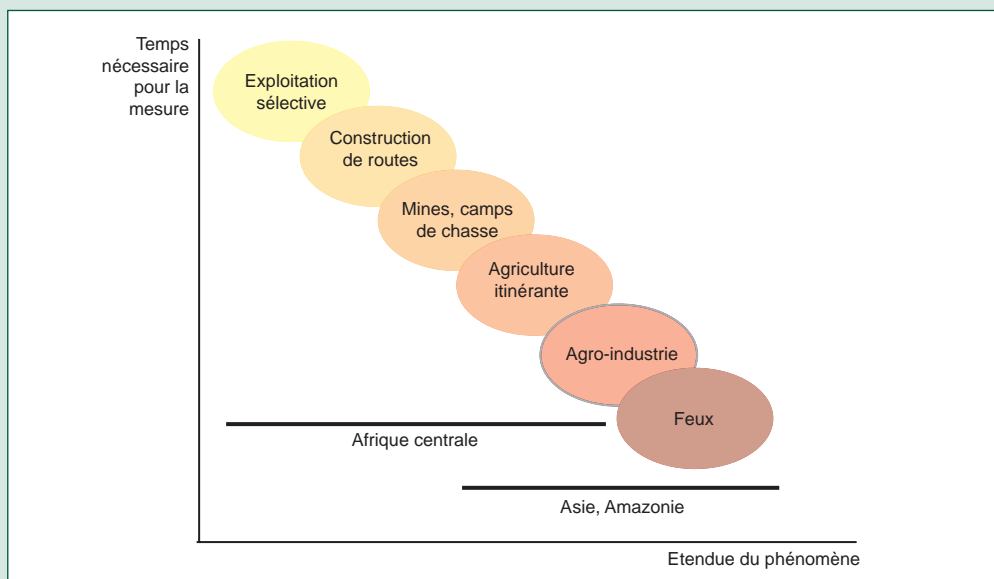 Temps
nécessaire
pour la
mesure
Exploitation
sélective
Construction
de routes
Mines, camps
de chasse
Agriculture
itinérante
Agro-industrie
Feux
Afrique centrale
Asie, Amazonie
Etendue du phénomène